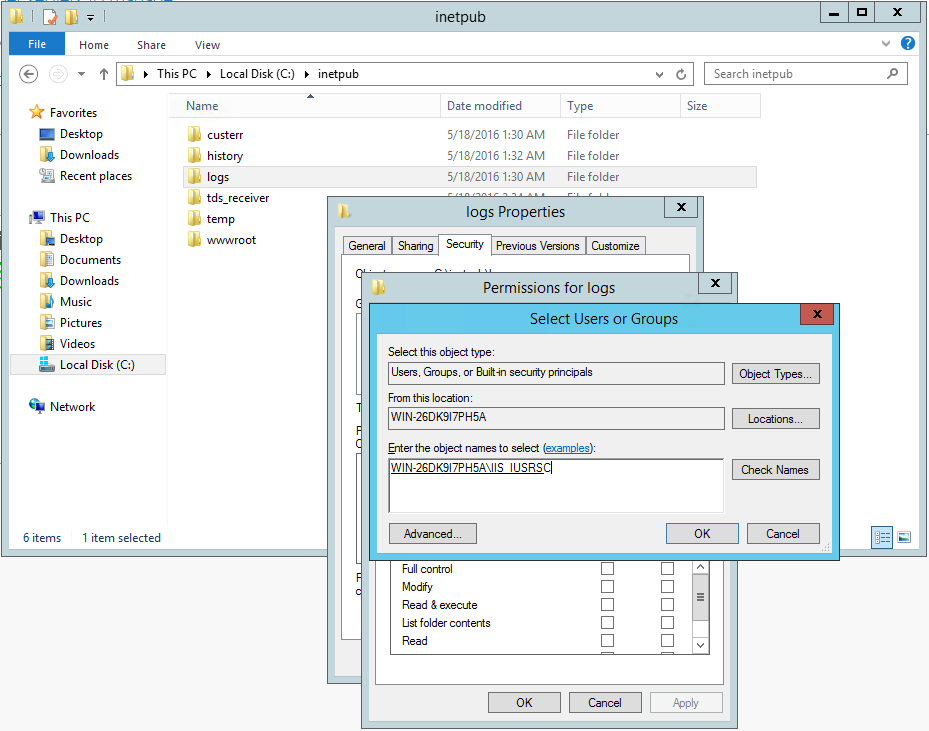 inetpub
File Home Share View
This PC Local Disk (C:) inetpub
Search inetpub
Name Date modified Type Size
Favorites
Desktop
Downloads
Recent places
This PC
Desktop
Documents
Downloads
Music
Pictures
Videos
Local Disk (C:)
Network
custerr 5/18/2016 1:30 AM File folder
history 5/18/2016 1:32 AM File folder
logs 5/18/2016 1:30 AM File folder
tds_receiver
temp
wwwroot
6 items 1 item selected
logs Properties
General Sharing Security Previous Versions Customize
Permissions for logs
Select Users or Groups
Select this object type:
Users, Groups, or Built-in security principals
Object Types...
From this location:
WIN-26DK9I7PH5A
Locations...
Enter the object names to select (examples):
WIN-26DK9I7PH5A\IIS_IUSRSC
Check Names
Advanced... OK Cancel
Full control
Modify
Read & execute
List folder contents
Read
OK Cancel Apply